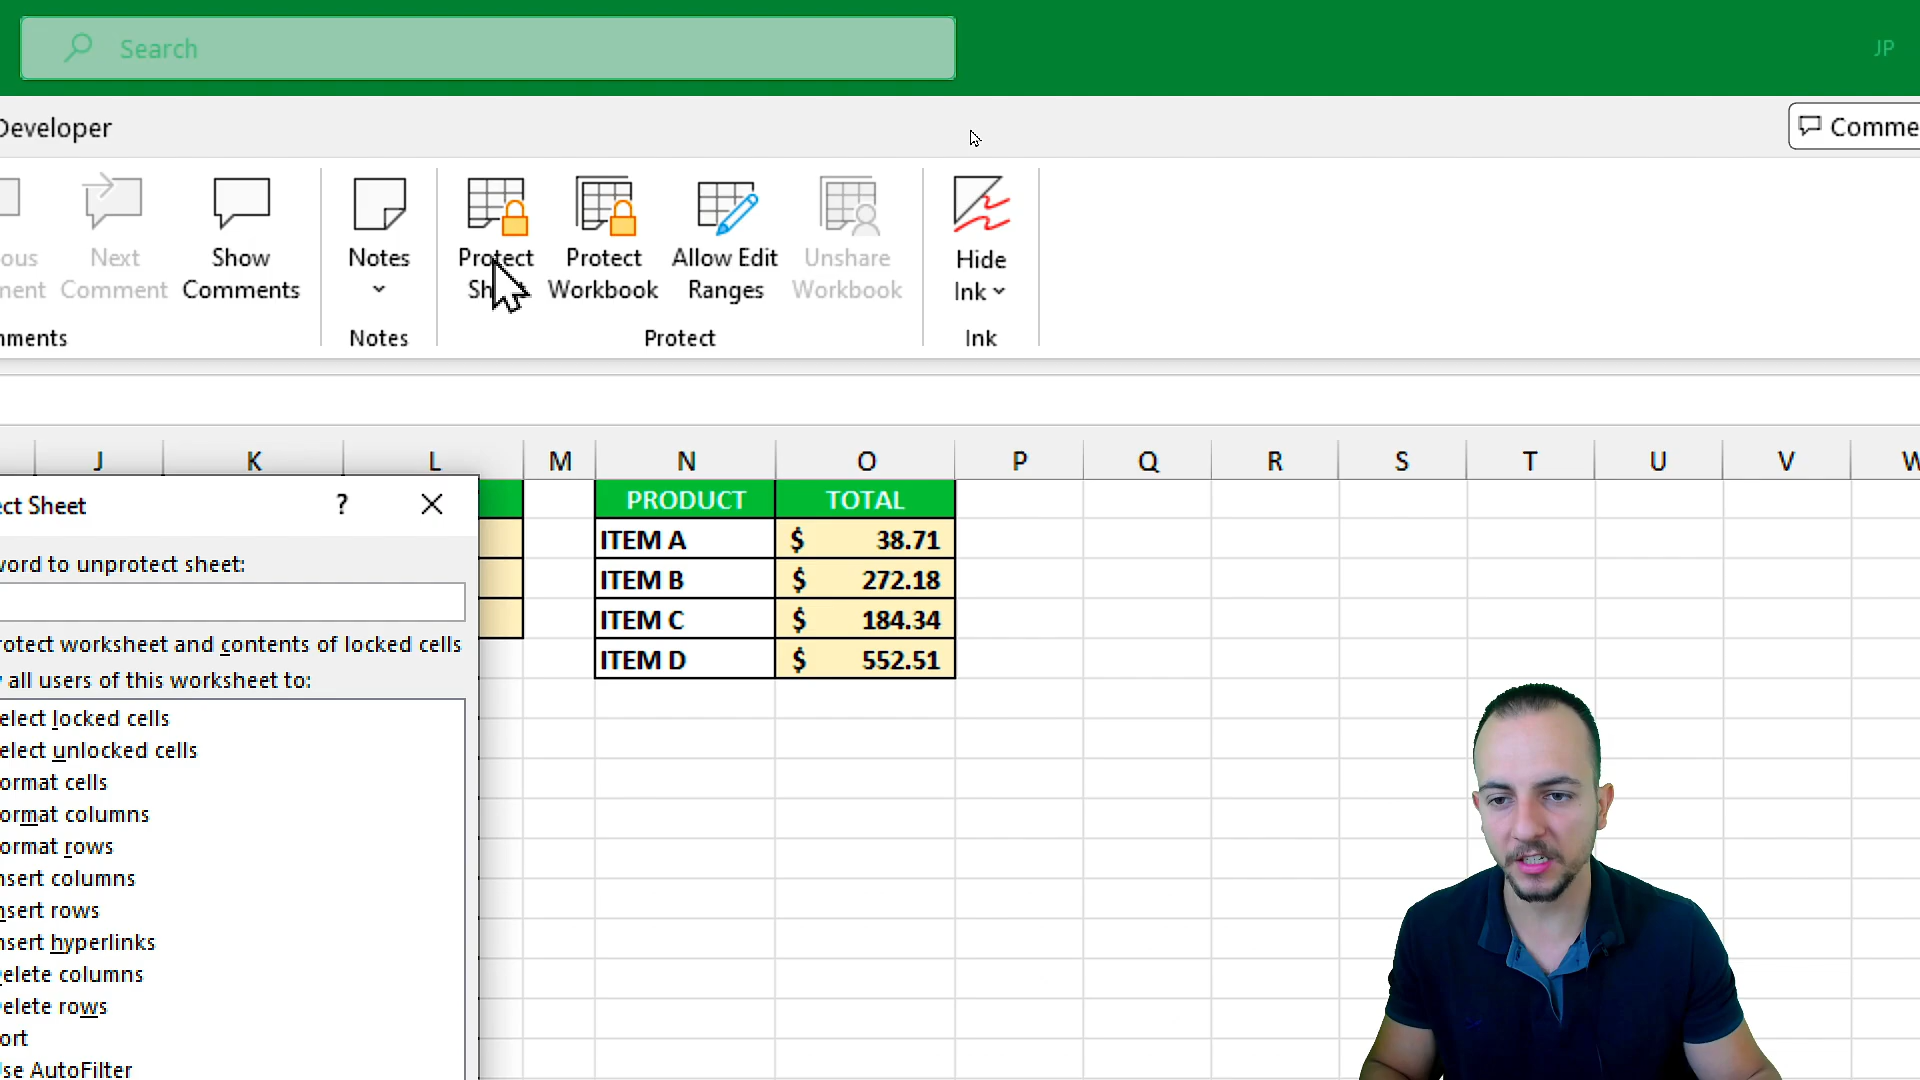 Search
JP
Developer
Comme
ous
ment
Next
Comment
Show
Comments
mments
Notes
Notes
Protect
Sh
Protect
Workbook
Allow Edit
Ranges
Unshare
Workbook
Protect
Hide
Ink
Ink
J K L M N O P Q R S T U V W
ct Sheet ?
PRODUCT TOTAL
ITEM A $ 38.71
ITEM B $ 272.18
ITEM C $ 184.34
ITEM D $ 552.51
word to unprotect sheet:
rotect worksheet and contents of locked cells
all users of this worksheet to:
elect locked cells
elect unlocked cells
ormat cells
ormat columns
ormat rows
nsert columns
nsert rows
nsert hyperlinks
elete columns
elete rows
ort
se AutoFilter